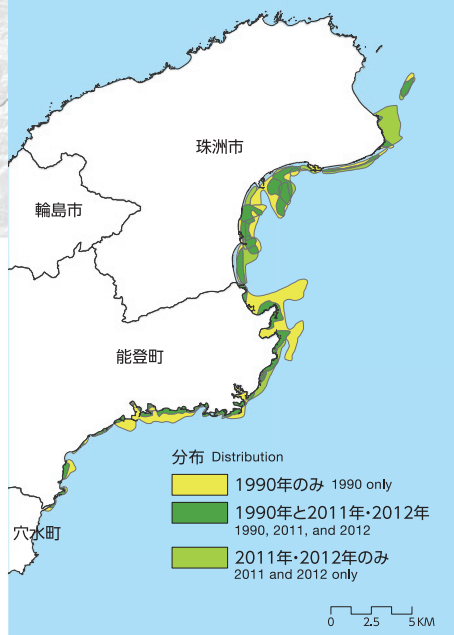 珠洲市
輪島市
能登町
穴水町
分布 Distribution
1990年のみ 1990 only
1990年と2011年・2012年
1990, 2011, and 2012
2011年・2012年のみ
2011 and 2012 only
0 2.5 5 KM